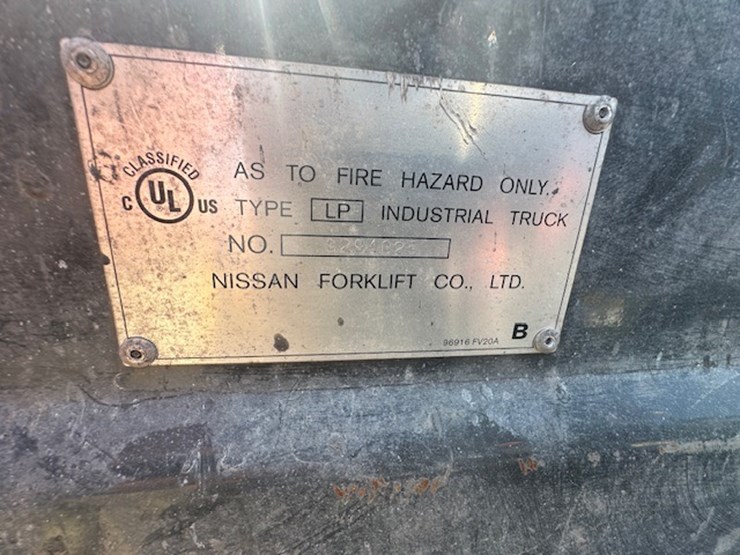 CLASSIFIED
C UL US
AS TO FIRE HAZARD ONLY.
TYPE LP INDUSTRIAL TRUCK
NO.
NISSAN FORKLIFT CO., LTD.
96916 FV20A
B